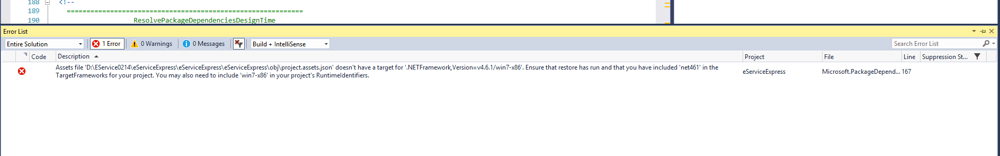 188 <!--
189 ============================================================
190 ResolvePackageDependenciesDesignTime
Error List
Entire Solution 1 Error 0 Warnings 0 Messages Build + IntelliSense Search Error List
Code Description Project File Line Suppression St...
Assets file 'D:\EService0214\eServiceExpress\eServiceExpress\eServiceExpress\obj\project.assets.json' doesn't have a target for '.NETFramework,Version=v4.6.1/win7-x86'. Ensure that restore has run and that you have included 'net461' in the
TargetFrameworks for your project. You may also need to include 'win7-x86' in your project's RuntimeIdentifiers.
eServiceExpress Microsoft.PackageDepend... 167